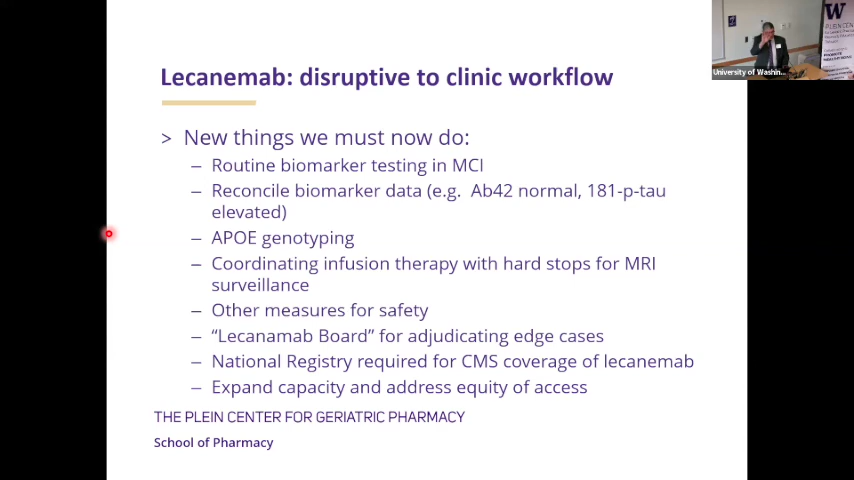 Lecanemab: disruptive to clinic workflow
> New things we must now do:
– Routine biomarker testing in MCI
– Reconcile biomarker data (e.g. Ab42 normal, 181-p-tau
elevated)
– APOE genotyping
– Coordinating infusion therapy with hard stops for MRI
surveillance
– Other measures for safety
– “Lecanamab Board” for adjudicating edge cases
– National Registry required for CMS coverage of lecanemab
– Expand capacity and address equity of access
THE PLEIN CENTER FOR GERIATRIC PHARMACY
School of Pharmacy
W
PLEIN CEN
University of Washin...